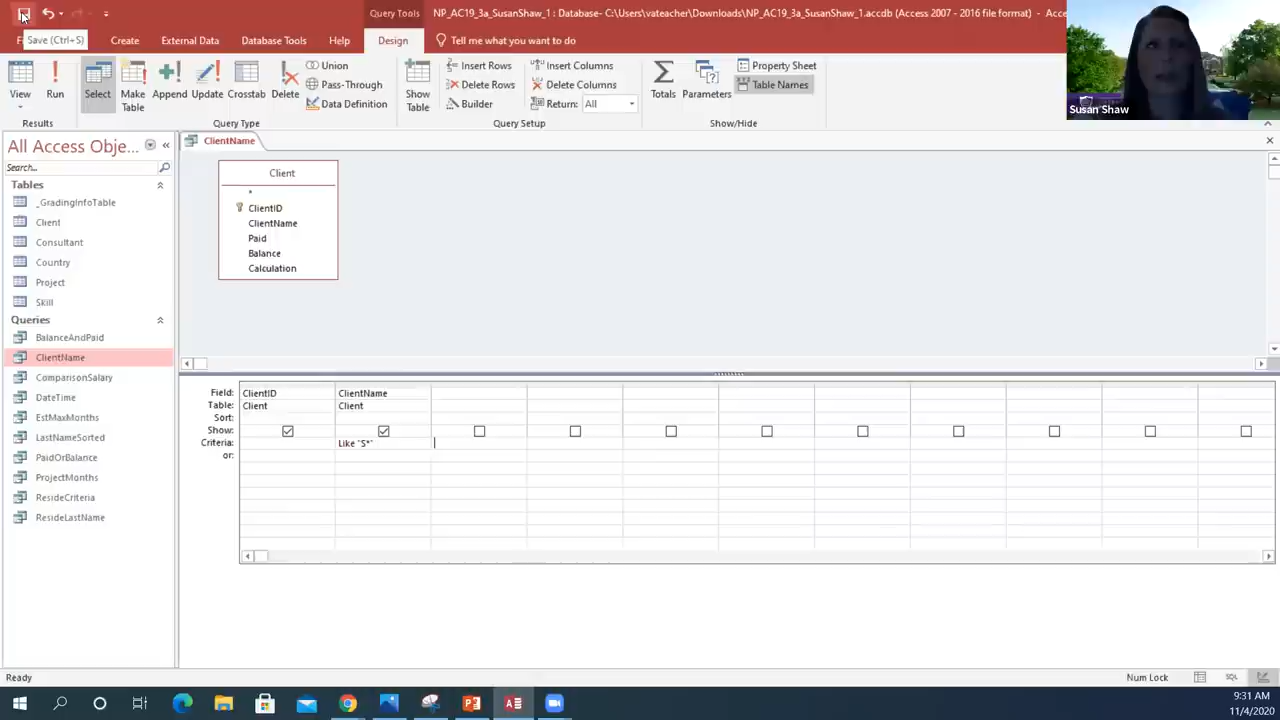 Query Tools
NP_AC19_3a_SusanShaw_1 : Database- C:\Users\vateacher\Downloads\NP_AC19_3a_SusanShaw_1.accdb (Access 2007 - 2016 file format) - Acce
F
Save (Ctrl+S)
Create
External Data
Database Tools
Help
Design
Tell me what you want to do
View
Run
Select
Make Table
Append
Update
Crosstab
Delete
Union
Pass-Through
Data Definition
Show Table
Insert Rows
Delete Rows
Builder
Insert Columns
Delete Columns
Return: All
Totals
Parameters
Property Sheet
Table Names
Results
Query Type
Query Setup
Show/Hide
Susan Shaw
All Access Obje...
Search...
Tables
_GradingInfoTable
Client
Consultant
Country
Project
Skill
Queries
BalanceAndPaid
ClientName
ComparisonSalary
DateTime
EstMaxMonths
LastNameSorted
PaidOrBalance
ProjectMonths
ResideCriteria
ResideLastName
ClientName
Client
*
ClientID
ClientName
Paid
Balance
Calculation
Field: ClientID ClientName
Table: Client Client
Sort:
Show:
Criteria: Like "S*"
or:
Ready
Num Lock
SQL
9:31 AM
11/4/2020